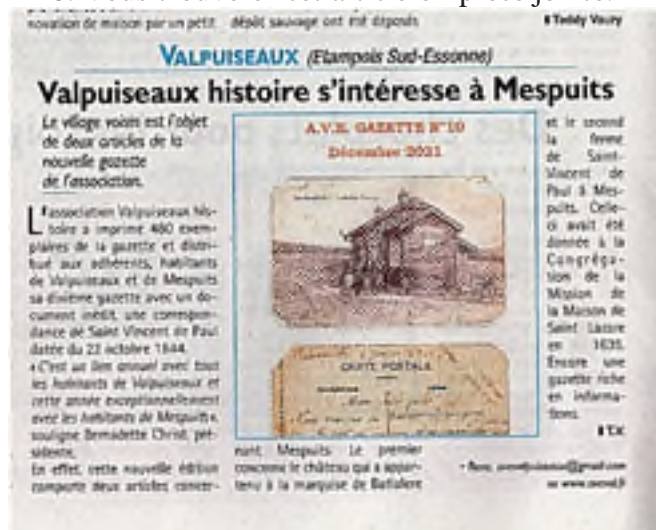 novation de maison par un petit
dépôt sauvage ont été déposés
Teddy Vaury
VALPUISEAUX (Etampois Sud-Essonne)
Valpuiseaux histoire s'intéresse à Mespuits
Le village voisin est l'objet
de deux articles de la
nouvelle gazette
de l'association.
L'association Valpuiseaux his-
toire a imprimé 480 exem-
plaires de la gazette et distri-
bué aux adhérents, habitants
de Valpuiseaux et de Mespuits
sa dixième gazette avec un do-
cument inédit, une correspon-
dance de Saint Vincent de Paul
datée du 22 octobre 1644.
« C'est un lien annuel avec tous
les habitants de Valpuiseaux et
cette année exceptionnellement
avec les habitants de Mespuits »,
souligne Bernadette Christ, pré-
sidente.
En effet, cette nouvelle édition
comporte deux articles concer-
A.V.E. GAZETTE N°10
Décembre 2021
CARTE POSTALE
nant Mespuits. Le premier
concerne le château qui a appar-
tenu à la marquise de
et le second
la ferme
de Saint-
Vincent de
Paul à Mes-
puits. Celle-
ci avait été
donnée à la
Congréga-
tion de la
Mission de
la Maison de
Saint Lazare
en 1635.
Encore une
gazette riche
en informa-
tions.
T.V.